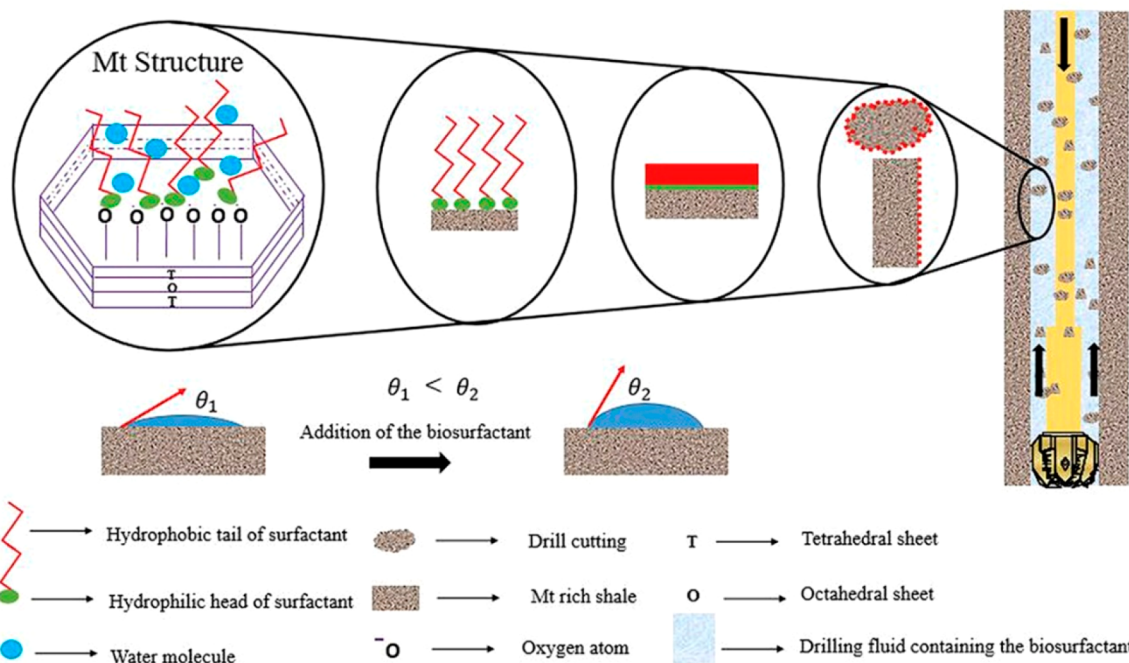 Mt Structure
O O O O O O
T
O
T
θ₁
θ₁ < θ₂
θ₂
Addition of the biosurfactant
Hydrophobic tail of surfactant
Drill cutting
T
Tetrahedral sheet
Hydrophilic head of surfactant
Mt rich shale
O
Octahedral sheet
Water molecule
⁻O
Oxygen atom
Drilling fluid containing the biosurfactant